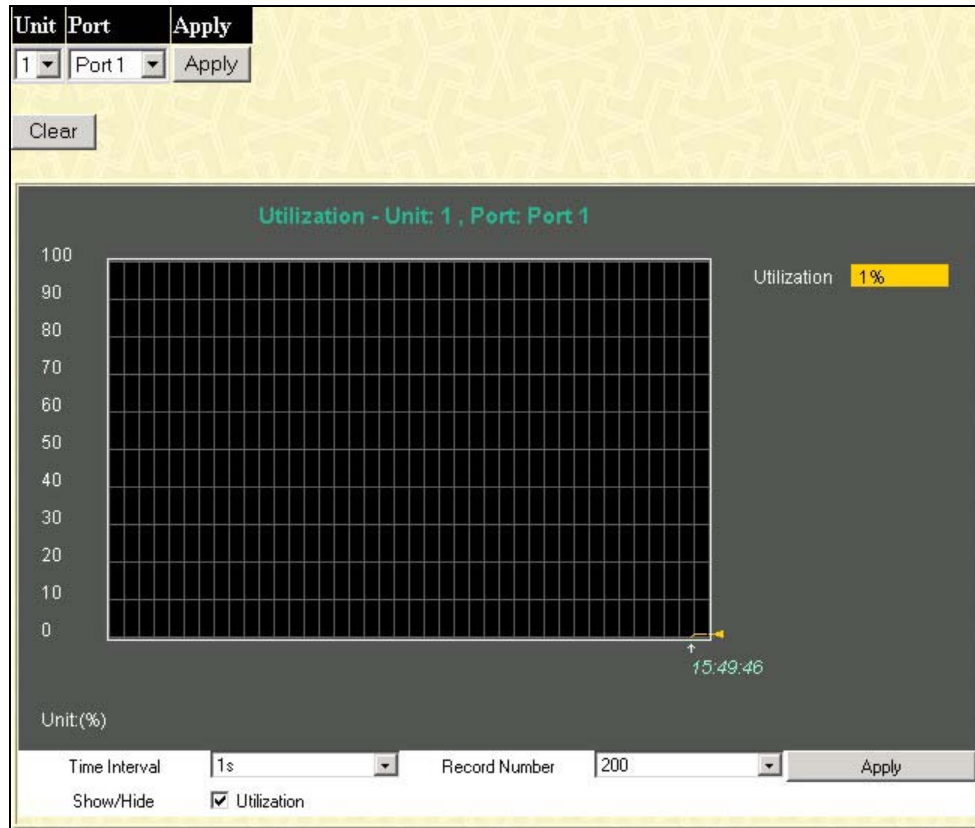 Unit Port Apply
1 Port 1 Apply
Clear
Utilization - Unit: 1 , Port: Port 1
100
Utilization 1%
90
80
70
60
50
40
30
20
10
0
15:49:46
Unit:(%)
Time Interval 1s Record Number 200 Apply
Show/Hide Utilization